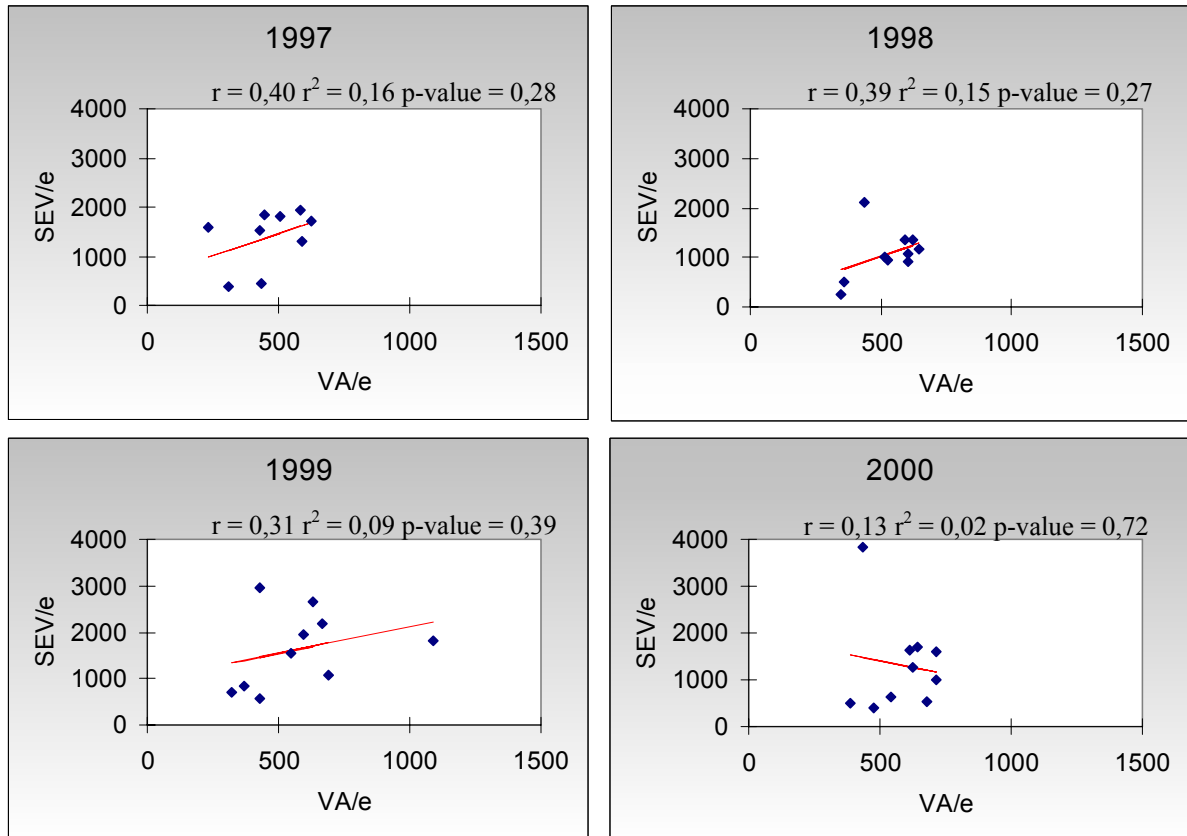 1997
r = 0,40 r² = 0,16 p-value = 0,28
4000
3000
2000
1000
0
SEV/e
0 500 1000 1500
VA/e
1998
r = 0,39 r² = 0,15 p-value = 0,27
4000
3000
2000
1000
0
SEV/e
0 500 1000 1500
VA/e
1999
r = 0,31 r² = 0,09 p-value = 0,39
4000
3000
2000
1000
0
SEV/e
0 500 1000 1500
VA/e
2000
r = 0,13 r² = 0,02 p-value = 0,72
4000
3000
2000
1000
0
SEV/e
0 500 1000 1500
VA/e